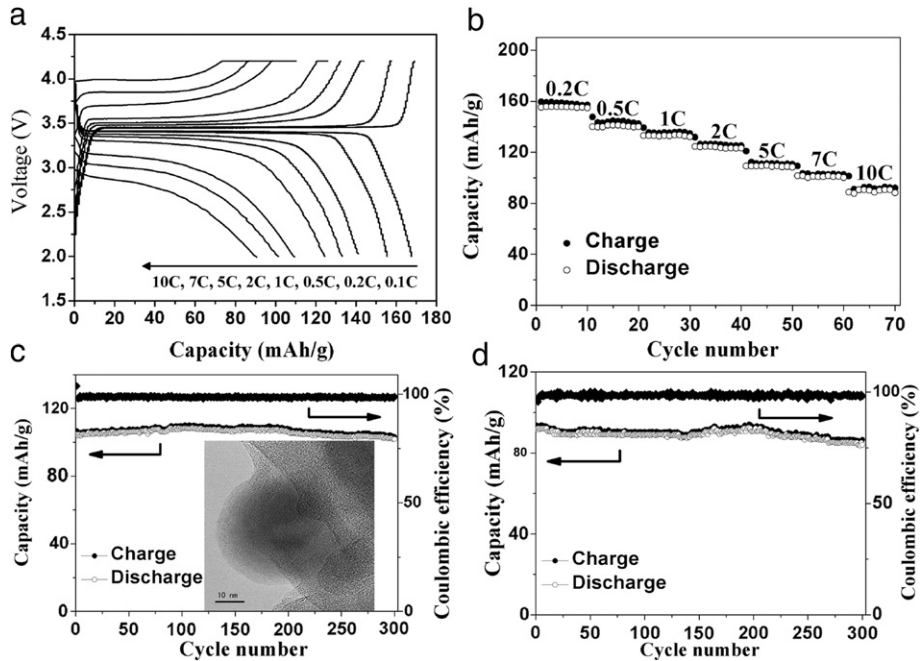 a
Voltage (V)
4.5
4.0
3.5
3.0
2.5
2.0
1.5
10C, 7C, 5C, 2C, 1C, 0.5C, 0.2C, 0.1C
0 20 40 60 80 100 120 140 160 180
Capacity (mAh/g)
b
Capacity (mAh/g)
200
160
120
80
40
0
0.2C
0.5C
1C
2C
5C
7C
10C
Charge
Discharge
0 10 20 30 40 50 60 70
Cycle number
c
Capacity (mAh/g)
120
80
40
0
Charge
Discharge
10 nm
100
50
0
Coulombic efficiency (%)
0 50 100 150 200 250 300
Cycle number
d
Capacity (mAh/g)
120
80
40
0
Charge
Discharge
100
50
0
Coulombic efficiency (%)
0 50 100 150 200 250 300
Cycle number